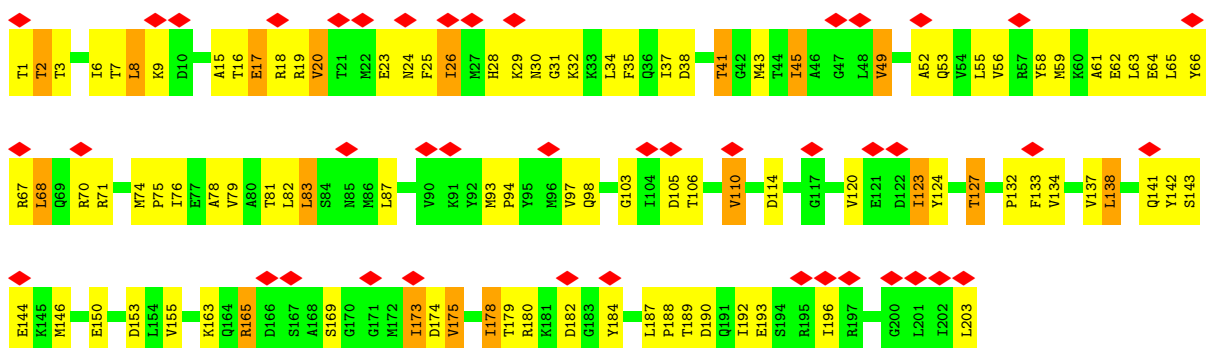 T1 T2 T3 I6 T7 L8 K9 D10 A15 T16 E17 R18 R19 V20 T21 M22 E23 N24 F25 I26 M27 H28 K29 N30 G31 K32 K33 L34 F35 Q36 I37 D38 T41 G42 M43 T44 I45 A46 G47 L48 V49 A52 Q53 V54 L55 V56 R57 Y58 M59 K60 A61 E62 L63 E64 L65 Y66
R67 L68 Q69 R70 R71 M74 P75 I76 E77 A78 V79 A80 T81 L82 L83 S84 N85 M86 L87 V90 K91 Y92 M93 P94 Y95 M96 V97 Q98 G103 I104 D105 T106 V110 D114 G117 V120 E121 D122 I123 Y124 T127 P132 F133 V134 V137 L138 Q141 Y142 S143
E144 K145 M146 E150 D153 L154 V155 K163 Q164 R165 D166 S167 A168 S169 G170 G171 M172 I173 D174 V175 I178 T179 R180 K181 D182 G183 Y184 L187 P188 T189 D190 Q191 I192 E193 S194 R195 I196 R197 G200 L201 I202 L203